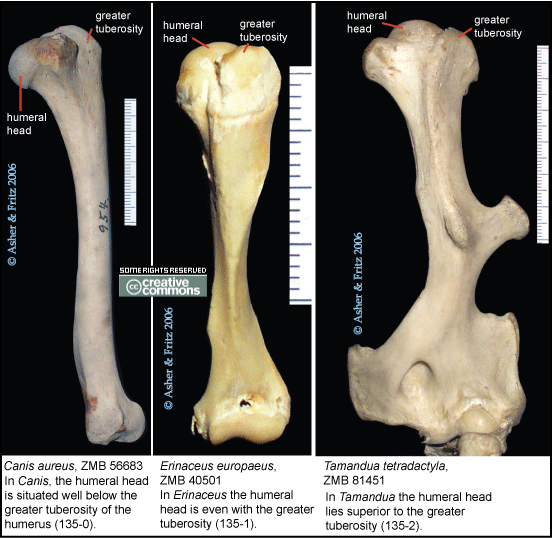 humeral
head
greater
tuberosity
© Asher & Fritz 2006
954
Canis aureus, ZMB 56683
In Canis, the humeral head
is situated well below the
greater tuberosity of the
humerus (135-0).
humeral
head
greater
tuberosity
SOME RIGHTS RESERVED
cc creative
commons
© Asher & Fritz 2006
Erinaceus europaeus,
ZMB 40501
In Erinaceus the humeral
head is even with the greater
tuberosity (135-1).
humeral
head
greater
tuberosity
© Asher & Fritz 2006
Tamandua tetradactyla,
ZMB 81451
In Tamandua the humeral head
lies superior to the greater
tuberosity (135-2).